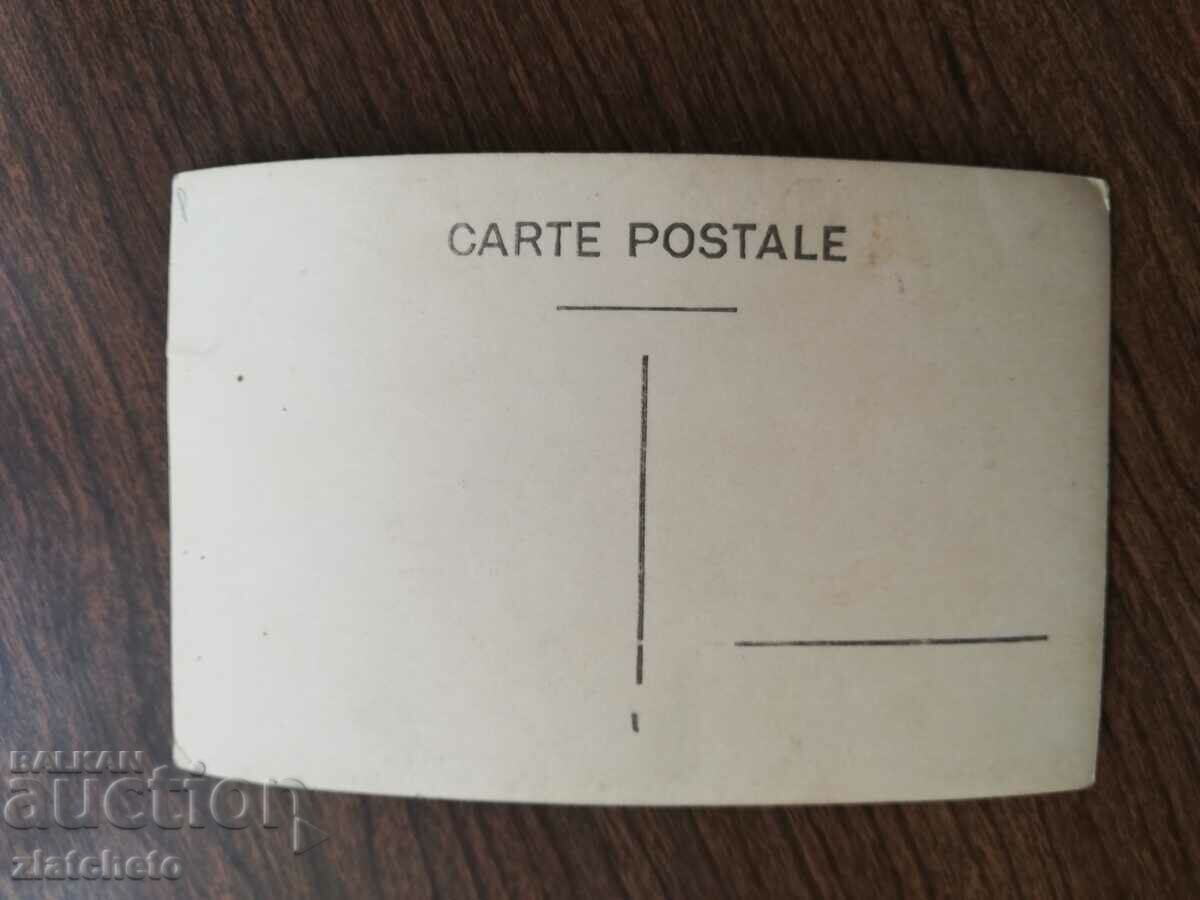 CARTE POSTALE
BALKAN
auction
zlatcheto